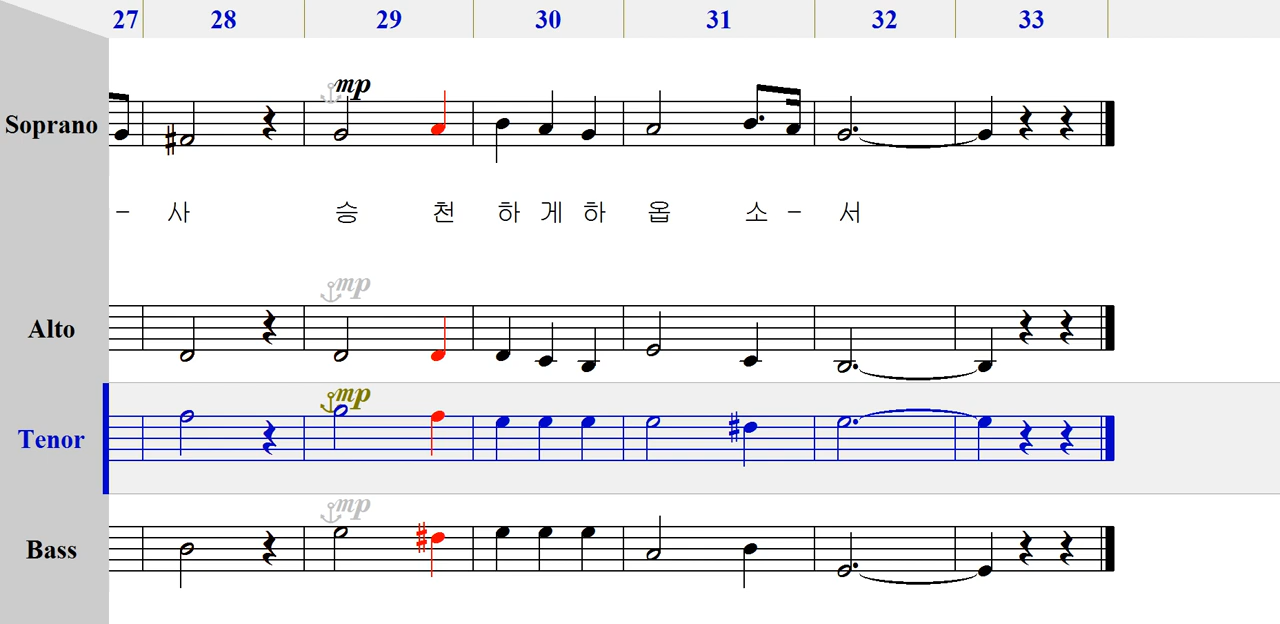 27 28 29 30 31 32 33
mp
Soprano
- 사 승 천 하 게 하 옵 소 - 서
mp
Alto
mp
Tenor
mp
Bass